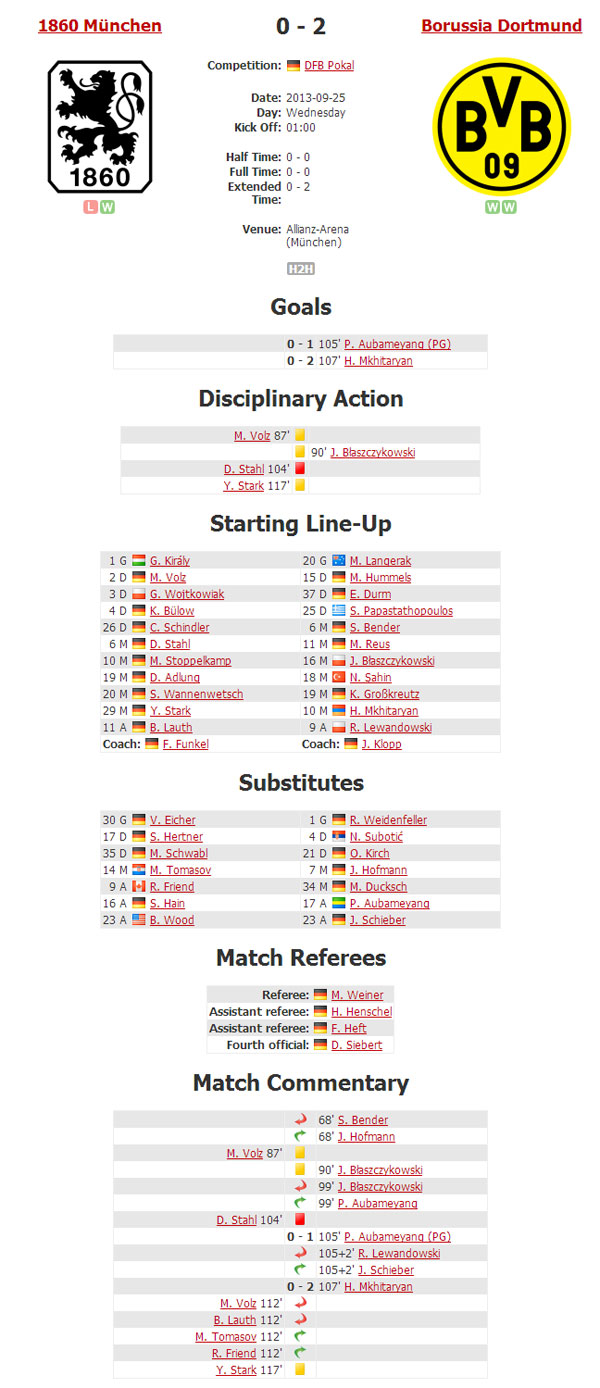 1860 München 0 - 2 Borussia Dortmund
Competition: DFB Pokal
Date: 2013-09-25
Day: Wednesday
Kick Off: 01:00
Half Time: 0 - 0
Full Time: 0 - 0
Extended 0 - 2
Time:
Venue: Allianz-Arena
(München)
1860
BVB
09
L W
W W
H2H
Goals
0 - 1 105' P. Aubameyang (PG)
0 - 2 107' H. Mkhitaryan
Disciplinary Action
M. Volz 87'
90' J. Błaszczykowski
D. Stahl 104'
Y. Stark 117'
Starting Line-Up
1 G G. Király 20 G M. Langerak
2 D M. Volz 15 D M. Hummels
3 D G. Wojtkowiak 37 D E. Durm
4 D K. Bülow 25 D S. Papastathopoulos
26 D C. Schindler 6 M S. Bender
6 M D. Stahl 11 M M. Reus
10 M M. Stoppelkamp 16 M J. Błaszczykowski
19 M D. Adlung 18 M N. Sahin
20 M S. Wannenwetsch 19 M K. Großkreutz
29 M Y. Stark 10 M H. Mkhitaryan
11 A B. Lauth 9 A R. Lewandowski
Coach: F. Funkel Coach: J. Klopp
Substitutes
30 G V. Eicher 1 G R. Weidenfeller
17 D S. Hertner 4 D N. Subotić
35 D M. Schwabl 21 D O. Kirch
14 M M. Tomasov 7 M J. Hofmann
9 A R. Friend 34 M M. Ducksch
16 A S. Hain 17 A P. Aubameyang
23 A B. Wood 23 A J. Schieber
Match Referees
Referee: M. Weiner
Assistant referee: H. Henschel
Assistant referee: F. Heft
Fourth official: D. Siebert
Match Commentary
68' S. Bender
68' J. Hofmann
M. Volz 87'
90' J. Błaszczykowski
99' J. Błaszczykowski
99' P. Aubameyang
D. Stahl 104'
0 - 1 105' P. Aubameyang (PG)
105+2' R. Lewandowski
105+2' J. Schieber
0 - 2 107' H. Mkhitaryan
M. Volz 112'
B. Lauth 112'
M. Tomasov 112'
R. Friend 112'
Y. Stark 117'